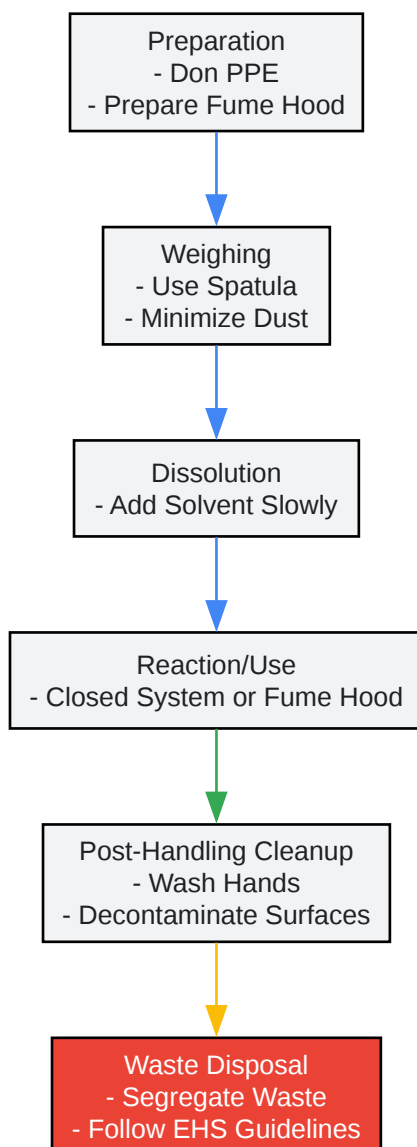 Preparation
- Don PPE
- Prepare Fume Hood
Weighing
- Use Spatula
- Minimize Dust
Dissolution
- Add Solvent Slowly
Reaction/Use
- Closed System or Fume Hood
Post-Handling Cleanup
- Wash Hands
- Decontaminate Surfaces
Waste Disposal
- Segregate Waste
- Follow EHS Guidelines